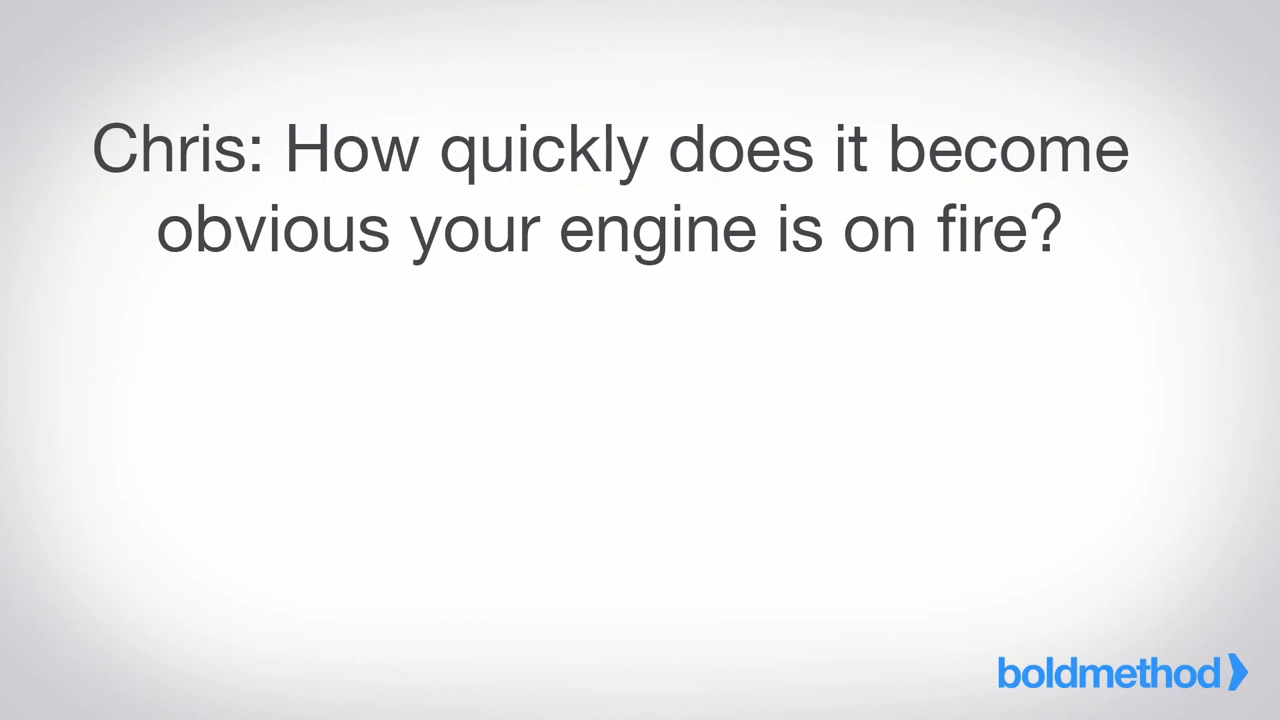 Chris: How quickly does it become
obvious your engine is on fire?
boldmethod